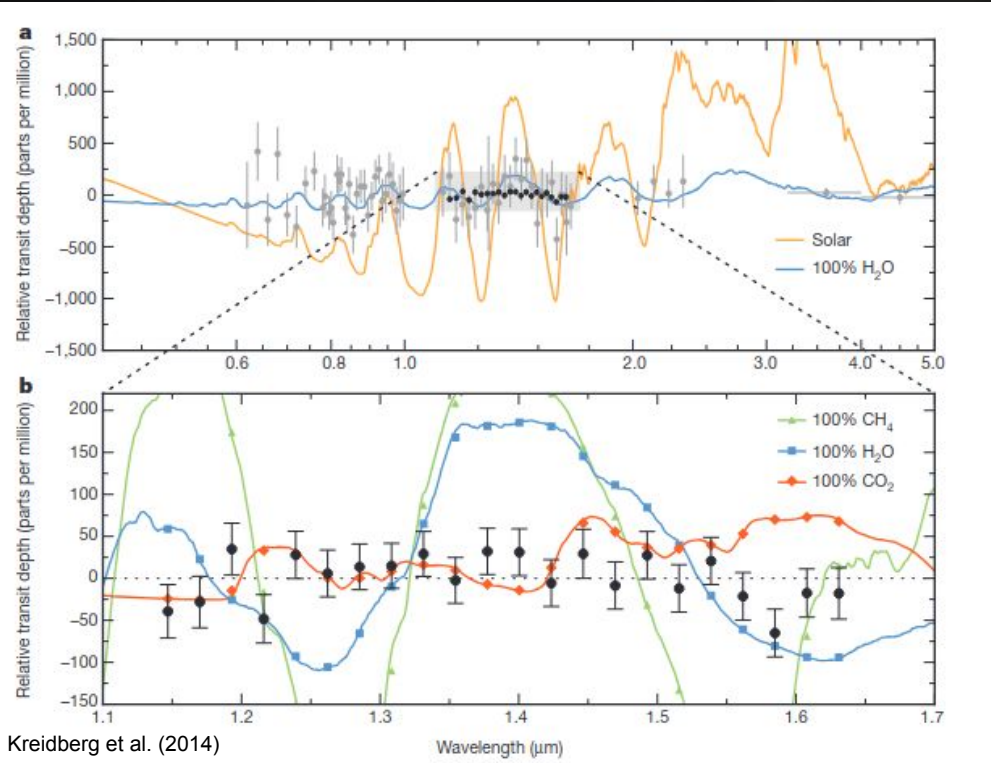 a
Relative transit depth (parts per million)
1,500
1,000
500
0
−500
−1,000
−1,500
Solar
100% H2O
0.6 0.8 1.0 2.0 3.0 4.0 5.0
b
Relative transit depth (parts per million)
200
150
100
50
0
−50
−100
−150
100% CH4
100% H2O
100% CO2
1.1 1.2 1.3 1.4 1.5 1.6 1.7
Kreidberg et al. (2014)
Wavelength (μm)